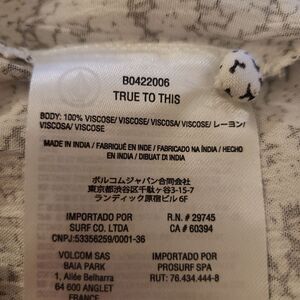 B0422006
TRUE TO THIS
BODY: 100% VISCOSE/ VISCOSE/ VISCOSA/ VISCOSE/ レーヨン/
VISCOSA/ VISCOSE
MADE IN INDIA / FABRIQUÉ EN INDE / FABRICADO NA ÍNDIA / HECHO
EN INDIA / DIBUAT DI INDIA
ボルコムジャパン合同会社
東京都渋谷区千駄ヶ谷3-15-7
ランディック原宿ビル 6F
IMPORTADO POR
SURF CO. LTDA
CNPJ:53356259/0001-36
R.N. # 29745
CA # 60394
VOLCOM SAS
BAIA PARK
1, Allée Belharra
64 600 ANGLET
FRANCE
IMPORTADO POR
PROSURF SPA
RUT: 76.434.444-8